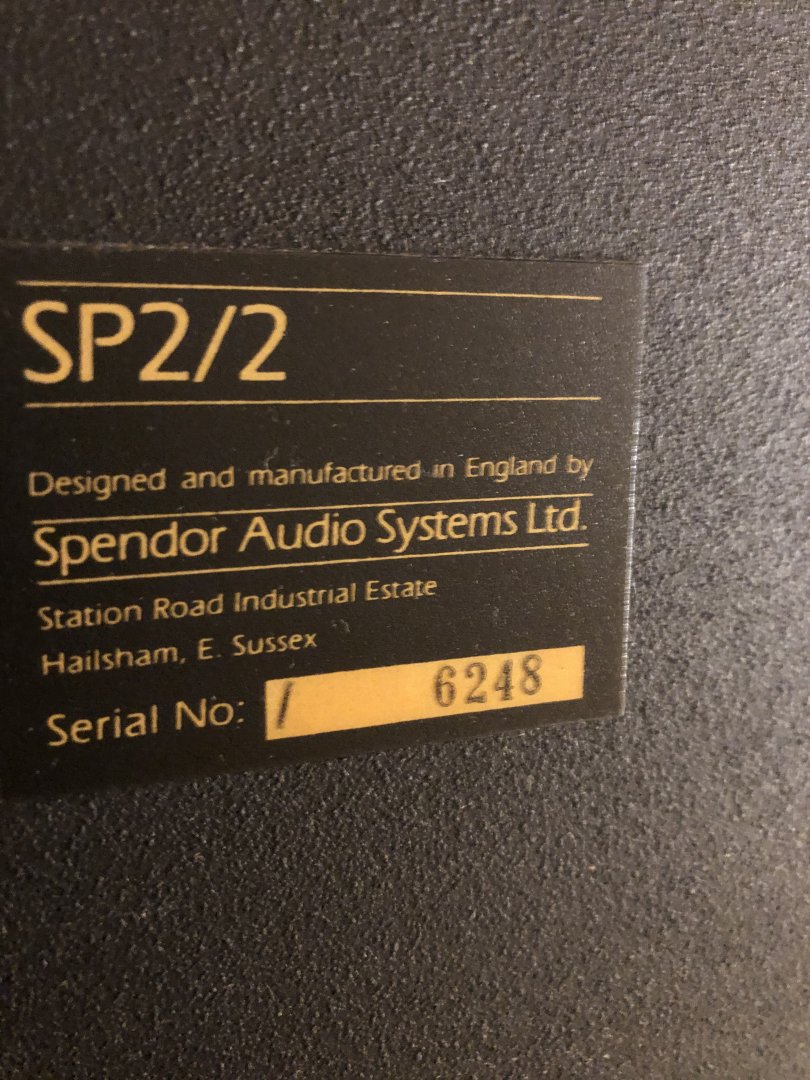 SP2/2
Designed and manufactured in England by
Spendor Audio Systems Ltd.
Station Road Industrial Estate
Hailsham, E. Sussex
Serial No: / 6248